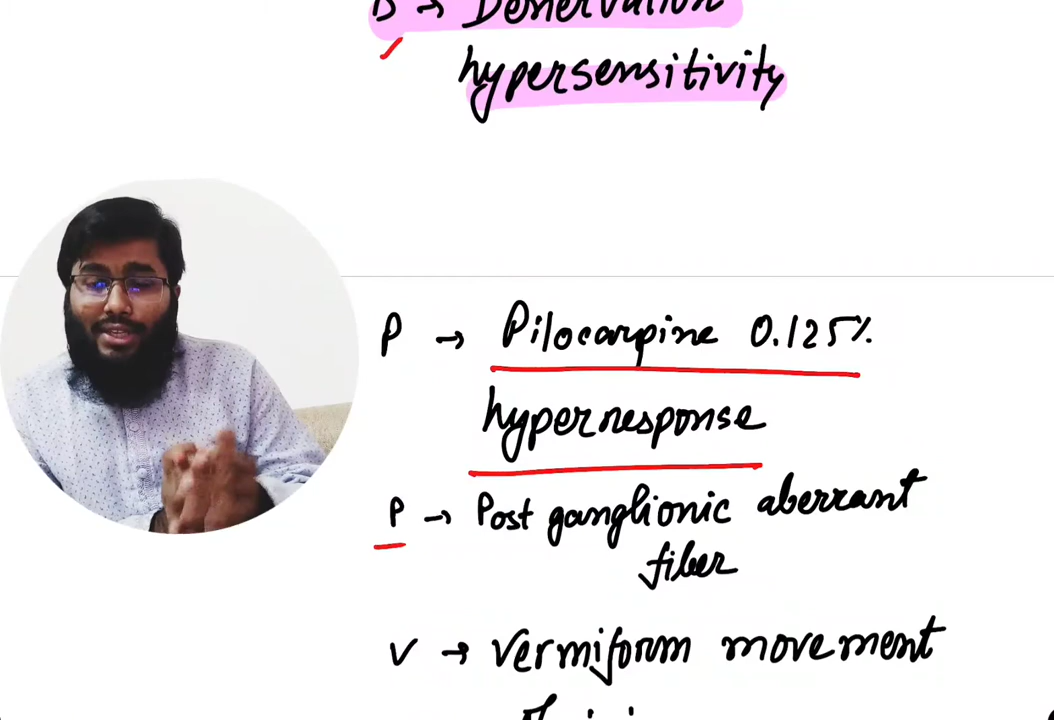 D → Denervation
hypersensitivity
P → Pilocarpine 0.125%
hyperresponse
P → Post ganglionic aberrant
fiber
V → Vermiform movement